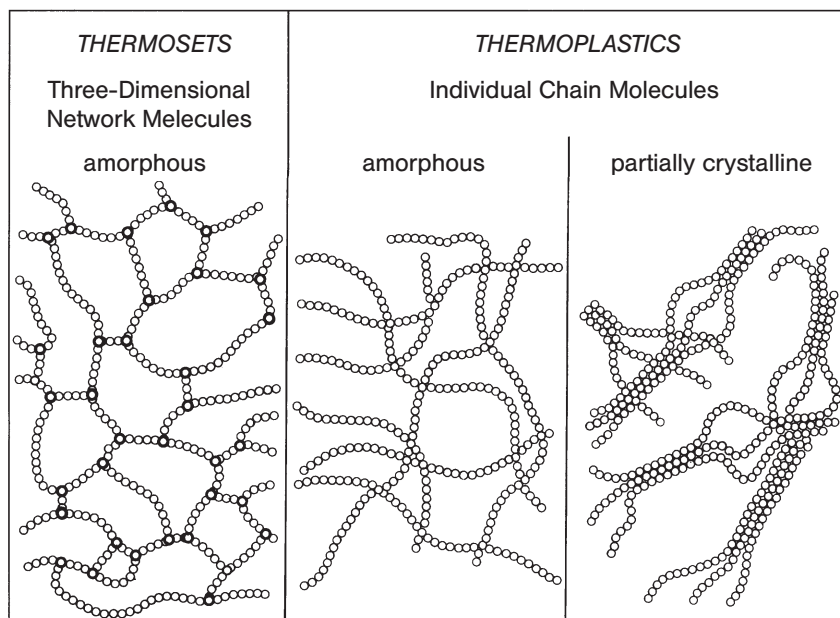 THERMOSETS
Three-Dimensional
Network Melecules
amorphous
THERMOPLASTICS
Individual Chain Molecules
amorphous
partially crystalline